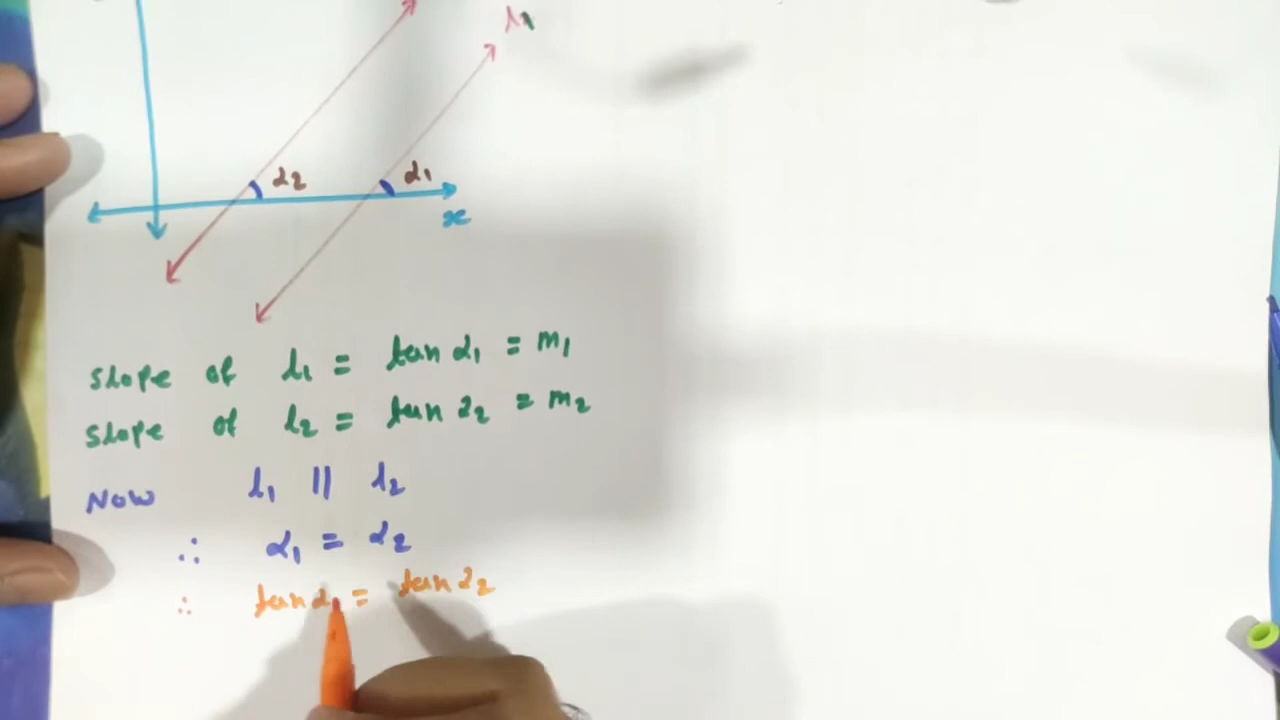 l1
α2 α1
x
Slope of l1 = tan α1 = m1
Slope of l2 = tan α2 = m2
Now l1 || l2
∴ α1 = α2
∴ tan α1 = tan α2